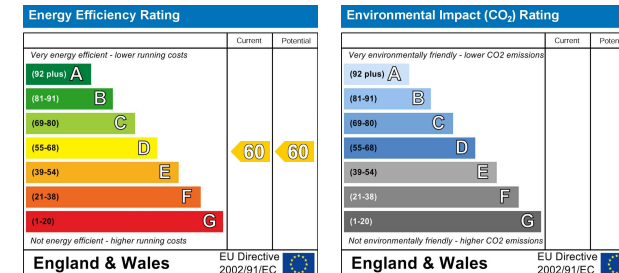 Energy Efficiency Rating
Current Potential
Very energy efficient - lower running costs
(92 plus) A
(81-91) B
(69-80) C
(55-68) D 60 60
(39-54) E
(21-38) F
(1-20) G
Not energy efficient - higher running costs
England & Wales
EU Directive
2002/91/EC
Environmental Impact (CO₂) Rating
Current Poten
Very environmentally friendly - lower CO2 emissions
(92 plus) A
(81-91) B
(69-80) C
(55-68) D
(39-54) E
(21-38) F
(1-20) G
Not environmentally friendly - higher CO2 emissions
England & Wales
EU Directive
2002/91/EC